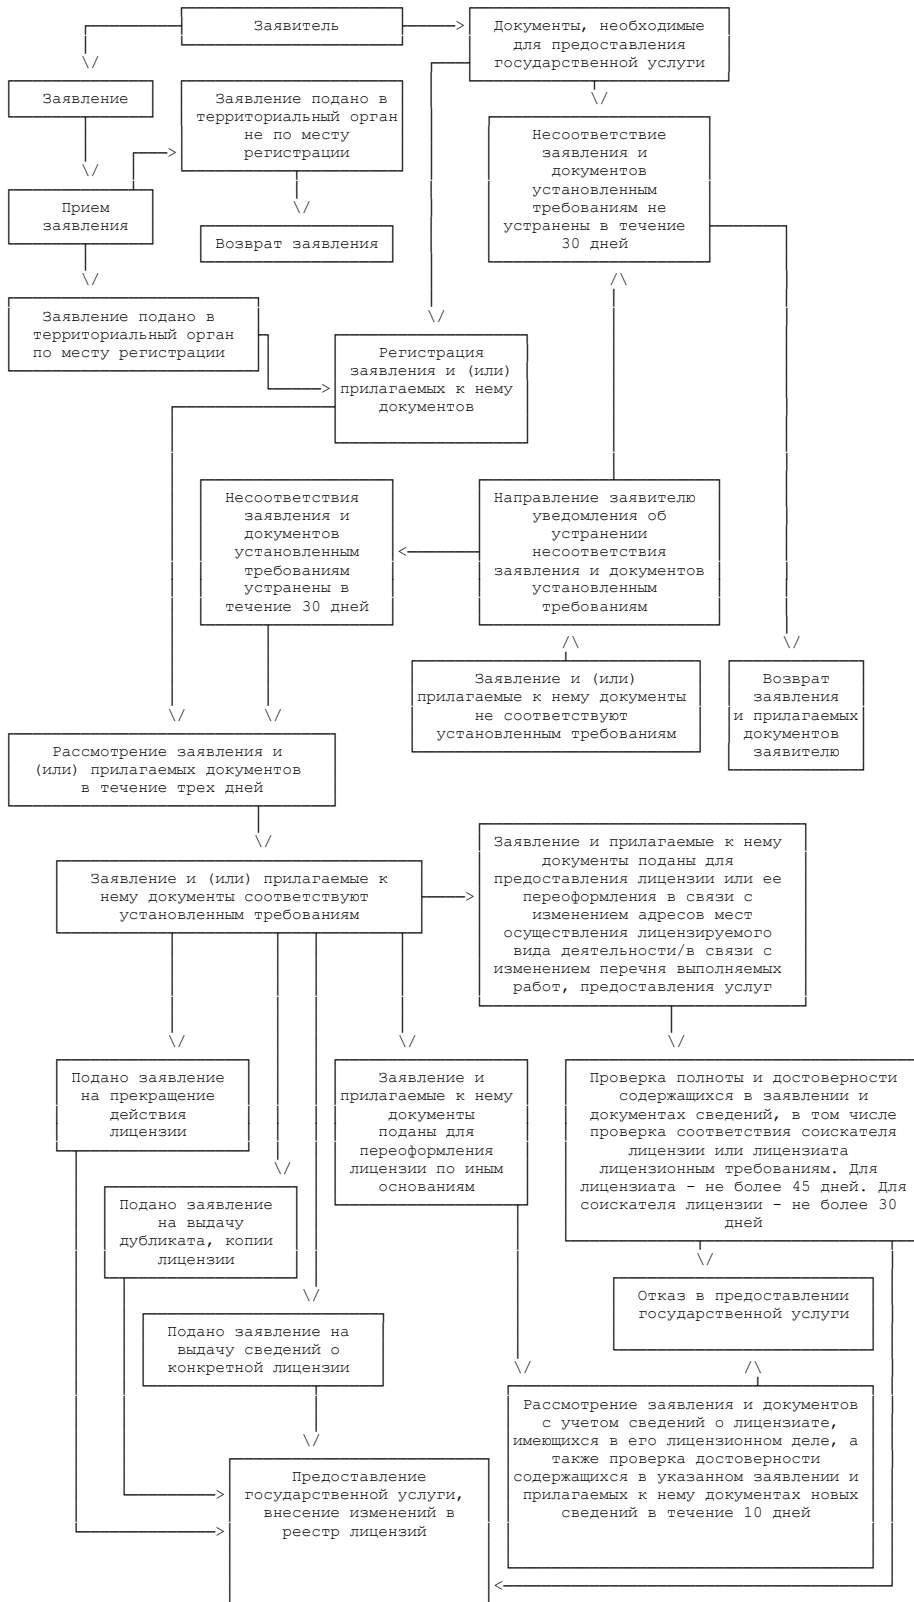 Заявитель
Документы, необходимые
для предоставления
государственной услуги
Заявление
Заявление подано в
территориальный орган
не по месту
регистрации
Несоответствие
заявления и
документов
установленным
требованиям не
устранены в течение
30 дней
Прием
заявления
Возврат заявления
Заявление подано в
территориальный орган
по месту регистрации
Регистрация
заявления и (или)
прилагаемых к нему
документов
Несоответствия
заявления и
документов
установленным
требованиям
устранены в
течение 30 дней
Направление заявителю
уведомления об
устранении
несоответствия
заявления и документов
установленным
требованиям
Заявление и (или)
прилагаемые к нему документы
не соответствуют
установленным требованиям
Возврат
заявления
и прилагаемых
документов
заявителю
Рассмотрение заявления и
(или) прилагаемых документов
в течение трех дней
Заявление и (или) прилагаемые к
нему документы соответствуют
установленным требованиям
Заявление и прилагаемые к нему
документы поданы для
предоставления лицензии или ее
переоформления в связи с
изменением адресов мест
осуществления лицензируемого
вида деятельности/в связи с
изменением перечня выполняемых
работ, предоставления услуг
Подано заявление
на прекращение
действия
лицензии
Заявление и
прилагаемые к нему
документы
поданы для
переоформления
лицензии по иным
основаниям
Проверка полноты и достоверности
содержащихся в заявлении и
документах сведений, в том числе
проверка соответствия соискателя
лицензии или лицензиата
лицензионным требованиям. Для
лицензиата - не более 45 дней. Для
соискателя лицензии - не более 30
дней
Подано заявление
на выдачу
дубликата, копии
лицензии
Отказ в предоставлении
государственной услуги
Подано заявление на
выдачу сведений о
конкретной лицензии
Рассмотрение заявления и документов
с учетом сведений о лицензиате,
имеющихся в его лицензионном деле, а
также проверка достоверности
содержащихся в указанном заявлении и
прилагаемых к нему документах новых
сведений в течение 10 дней
Предоставление
государственной услуги,
внесение изменений в
реестр лицензий